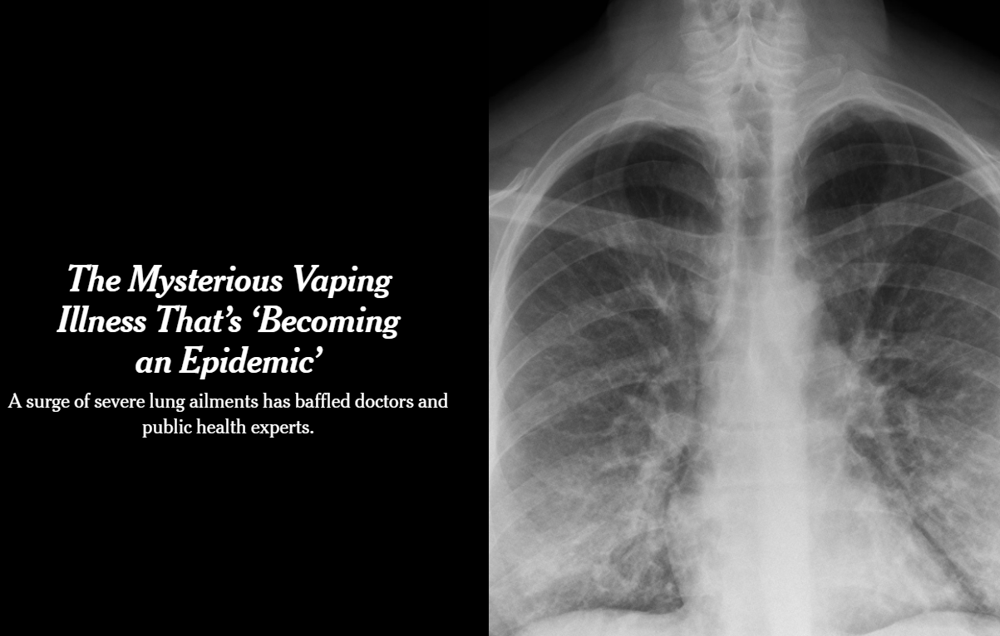 The Mysterious Vaping
Illness That’s ‘Becoming
an Epidemic’
A surge of severe lung ailments has baffled doctors and
public health experts.